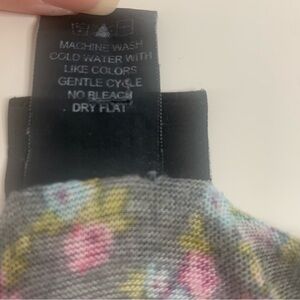 MACHINE WASH
COLD WATER WITH
LIKE COLORS
GENTLE CYCLE
NO BLEACH
DRY FLAT